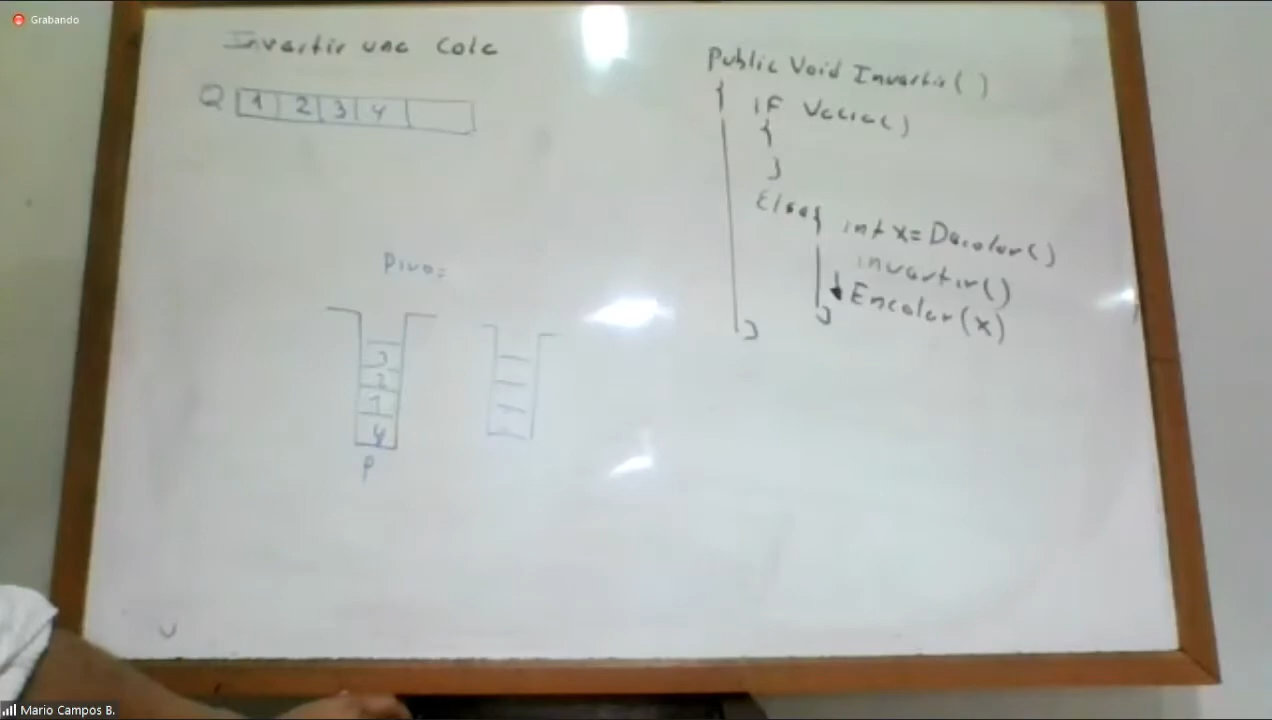 Grabando
Invertir una Cola
Q 1 2 3 4
Public Void Invertir()
{ if Vacia()
{
}
Else{ int x= Decolar()
invertir()
Encolar(x)
}
}
Pivo=
3
2
1
4
P
Mario Campos B.